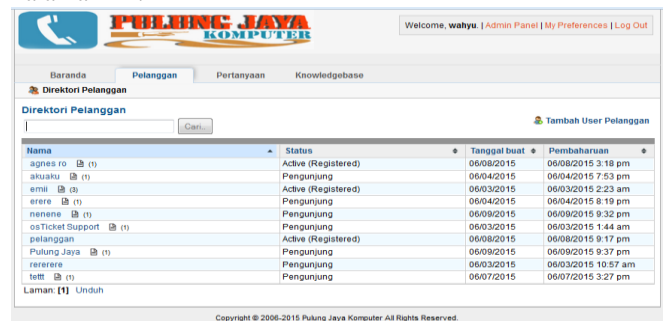 PULUNG JAYA
KOMPUTER
Welcome, wahyu. | Admin Panel | My Preferences | Log Out
Baranda Pelanggan Pertanyaan Knowledgebase
Direktori Pelanggan
Direktori Pelanggan
Cari.. Tambah User Pelanggan
Nama Status Tanggal buat Pembaharuan
agnes ro (1) Active (Registered) 06/08/2015 06/08/2015 3:18 pm
akuaku (1) Pengunjung 06/04/2015 06/04/2015 7:53 pm
emii (3) Active (Registered) 06/03/2015 06/03/2015 2:23 am
erere (1) Pengunjung 06/04/2015 06/04/2015 8:19 pm
nenene (1) Pengunjung 06/09/2015 06/09/2015 9:32 pm
osTicket Support (1) Pengunjung 06/03/2015 06/03/2015 1:44 am
pelanggan Active (Registered) 06/08/2015 06/08/2015 9:17 pm
Pulung Jaya (1) Pengunjung 06/09/2015 06/09/2015 9:37 pm
rererere Pengunjung 06/03/2015 06/03/2015 10:57 am
tettt (1) Pengunjung 06/07/2015 06/07/2015 3:27 pm
Laman: [1] Unduh
Copyright © 2006-2015 Pulung Jaya Komputer All Rights Reserved.